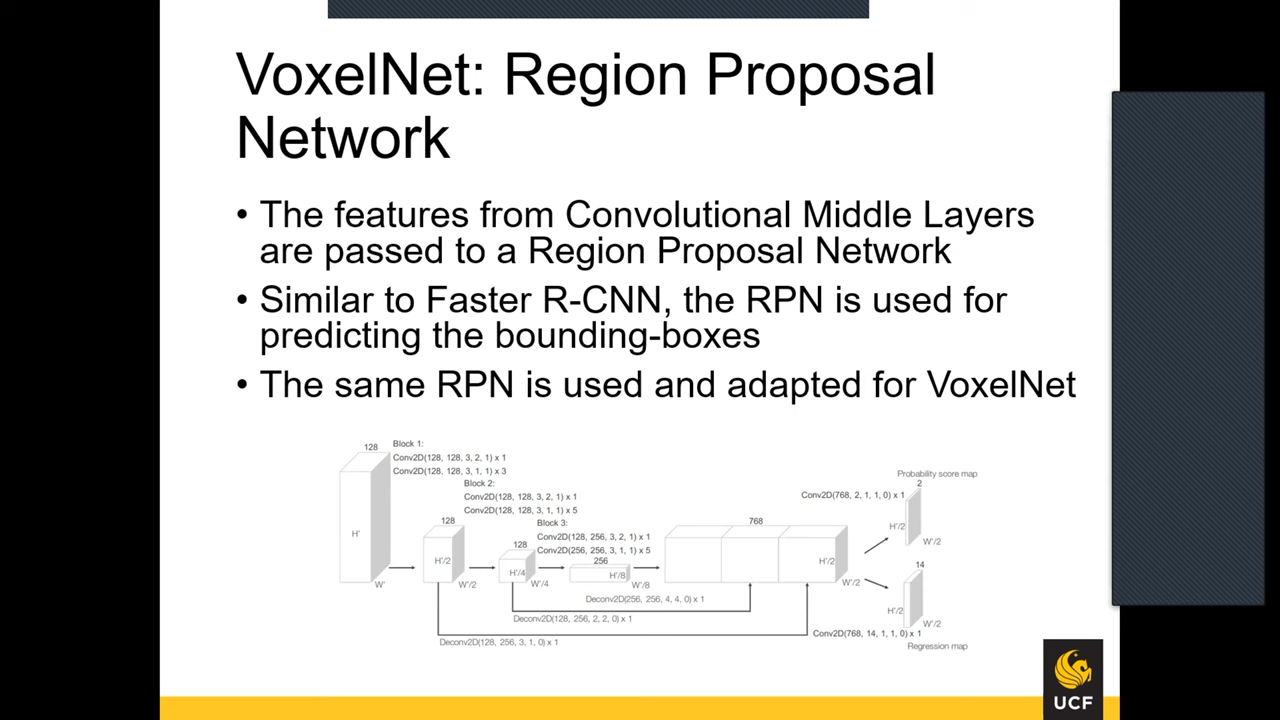 VoxelNet: Region Proposal
Network
• The features from Convolutional Middle Layers
are passed to a Region Proposal Network
• Similar to Faster R-CNN, the RPN is used for
predicting the bounding-boxes
• The same RPN is used and adapted for VoxelNet
128
Block 1:
Conv2D(128, 128, 3, 2, 1) x 1
Conv2D(128, 128, 3, 1, 1) x 3
Block 2:
Conv2D(128, 128, 3, 2, 1) x 1
Conv2D(128, 128, 3, 1, 1) x 5
Block 3:
Conv2D(128, 256, 3, 2, 1) x 1
Conv2D(256, 256, 3, 1, 1) x 5
H'
W'
128
H'/2
W'/2
128
H'/4
W'/4
256
H'/8
W'/8
768
H'/2
W'/2
Deconv2D(256, 256, 4, 4, 0) x 1
Deconv2D(128, 256, 2, 2, 0) x 1
Deconv2D(128, 256, 3, 1, 0) x 1
Probability score map
2
Conv2D(768, 2, 1, 1, 0) x 1
H'/2
W'/2
14
H'/2
W'/2
Conv2D(768, 14, 1, 1, 0) x 1
Regression map
UCF